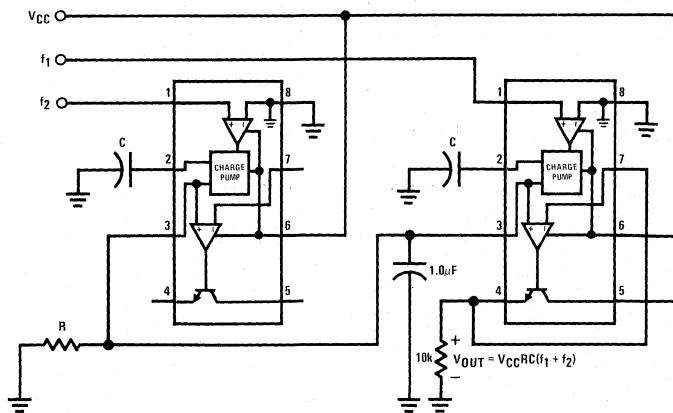 VCC
f1
f2
1
8
C
2
CHARGE PUMP
7
+
−
3
+
−
6
4
5
R
1
8
C
2
CHARGE PUMP
7
+
−
3
+
−
6
1.0μF
4
5
10k
+
VOUT = VCCRC(f1 + f2)
−